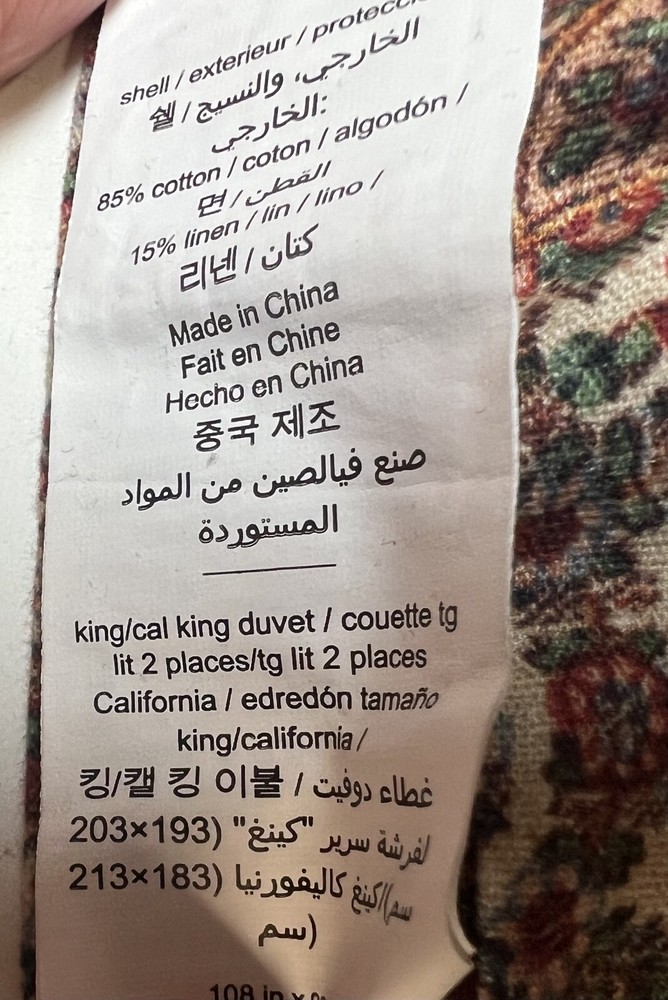 shell / exterieur / protecci
쉘 / الخارجي، والنسيج
الخارجي:
85% cotton / coton / algodón /
면 / القطن
15% linen / lin / lino /
리넨 / كتان
Made in China
Fait en Chine
Hecho en China
중국 제조
صنع فيالصين من المواد
المستوردة
king/cal king duvet / couette tg
lit 2 places/tg lit 2 places
California / edredón tamaño
king/california /
킹/캘 킹 이불 / غطاء دوفيت
لفرشة سرير "كينغ" (203×193
سم)/كينغ كاليفورنيا (213×183
سم)
108 in x